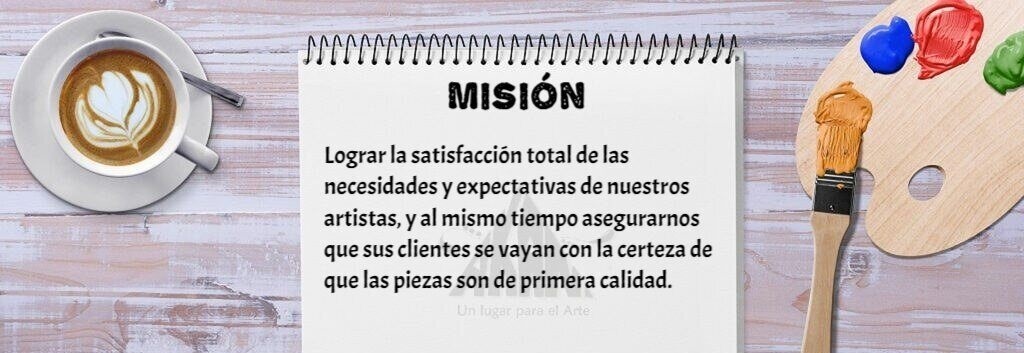 MISIÓN
Lograr la satisfacción total de las
necesidades y expectativas de nuestros
artistas, y al mismo tiempo asegurarnos
que sus clientes se vayan con la certeza de
que las piezas son de primera calidad.
Un lugar para el Arte